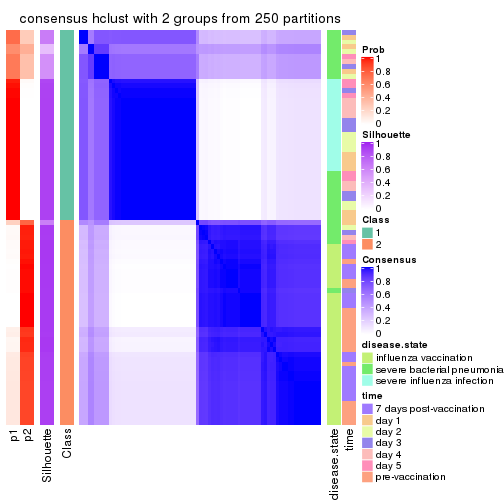 consensus hclust with 2 groups from 250 partitions
Prob
1
0.8
0.6
0.4
0.2
0
Silhouette
1
0.8
0.6
0.4
0.2
0
Class
1
2
Consensus
1
0.8
0.6
0.4
0.2
0
disease.state
influenza vaccination
severe bacterial pneumonia
severe influenza infection
time
7 days post-vaccination
day 1
day 2
day 3
day 4
day 5
pre-vaccination
p1
p2
Silhouette
Class
disease.state
time